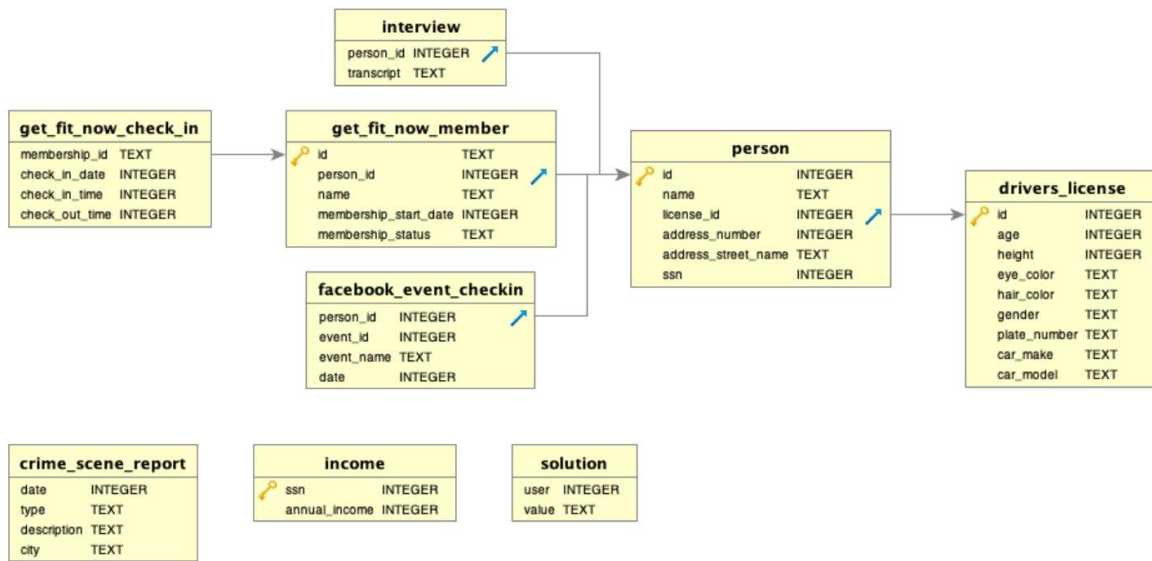 interview
person_id INTEGER
transcript TEXT
get_fit_now_check_in
membership_id TEXT
check_in_date INTEGER
check_in_time INTEGER
check_out_time INTEGER
get_fit_now_member
id TEXT
person_id INTEGER
name TEXT
membership_start_date INTEGER
membership_status TEXT
person
id INTEGER
name TEXT
license_id INTEGER
address_number INTEGER
address_street_name TEXT
ssn INTEGER
drivers_license
id INTEGER
age INTEGER
height INTEGER
eye_color TEXT
hair_color TEXT
gender TEXT
plate_number TEXT
car_make TEXT
car_model TEXT
facebook_event_checkin
person_id INTEGER
event_id INTEGER
event_name TEXT
date INTEGER
crime_scene_report
date INTEGER
type TEXT
description TEXT
city TEXT
income
ssn INTEGER
annual_income INTEGER
solution
user INTEGER
value TEXT